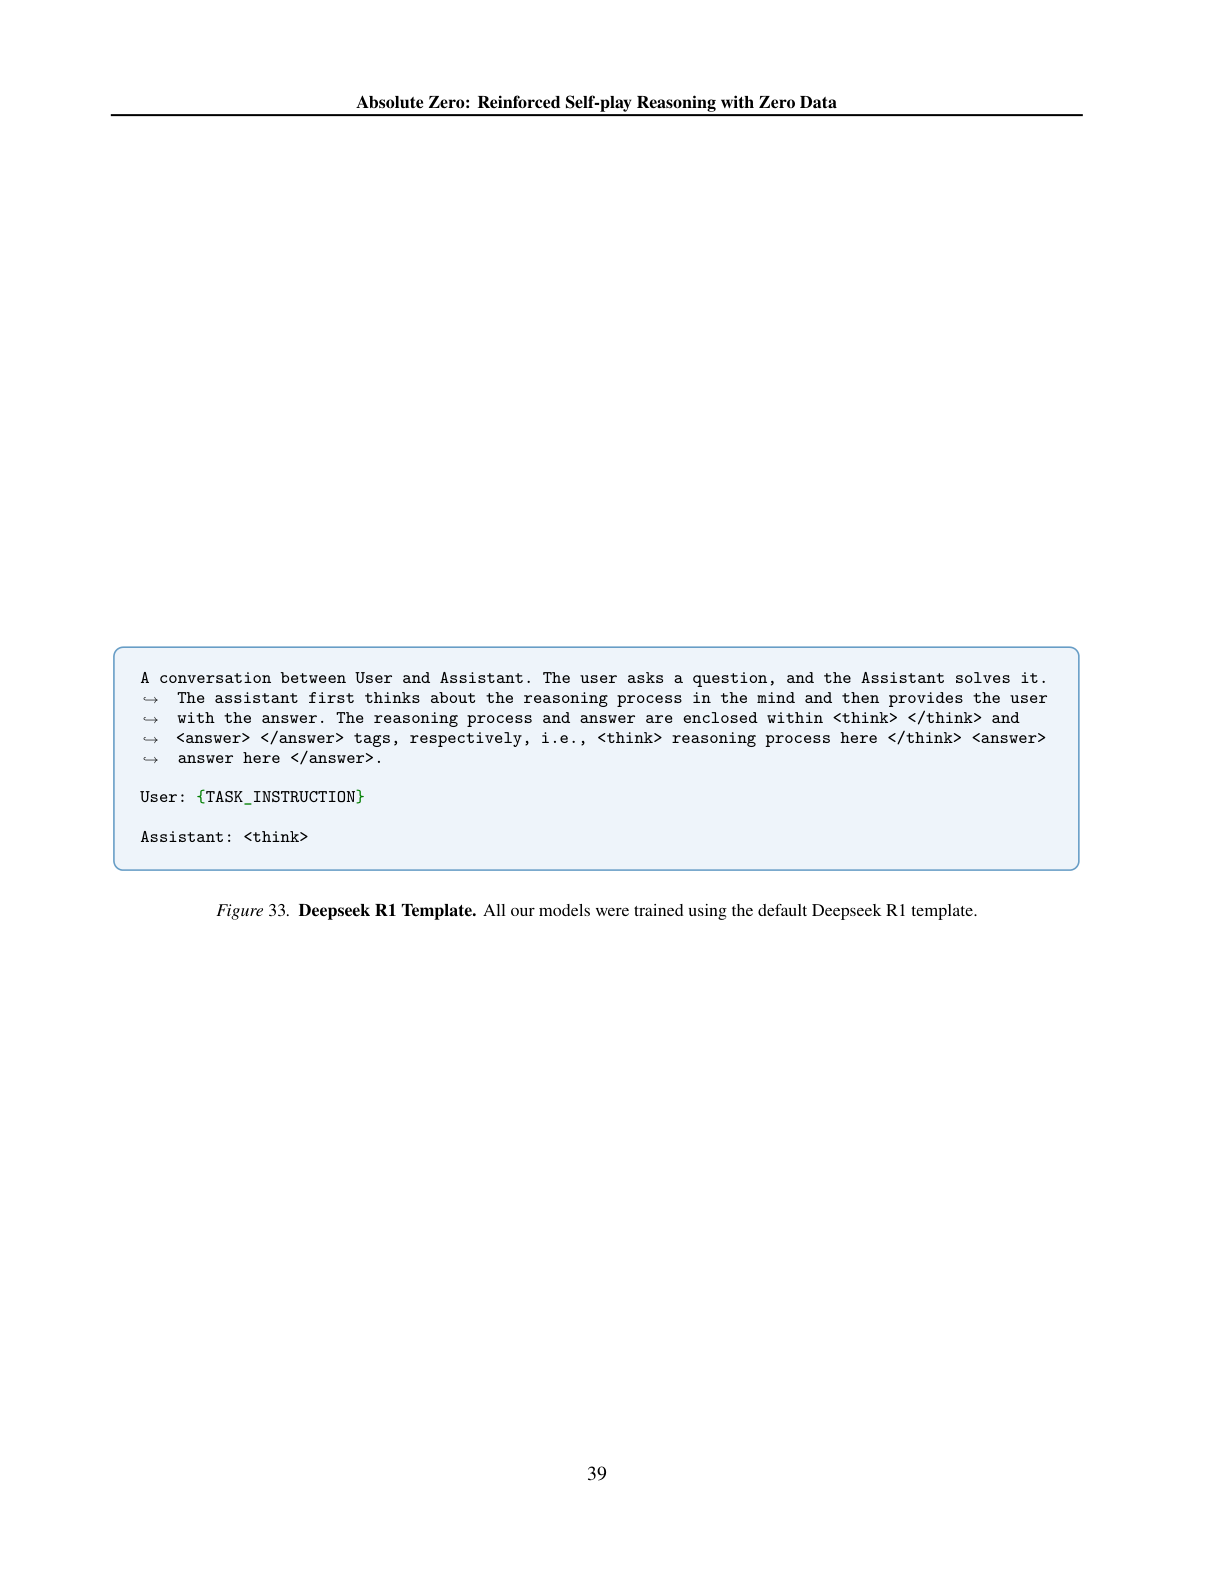 Absolute Zero: Reinforced Self-play Reasoning with Zero Data
A conversation between User and Assistant. The user asks a question, and the Assistant solves it.
↪ The assistant first thinks about the reasoning process in the mind and then provides the user
↪ with the answer. The reasoning process and answer are enclosed within <think> </think> and
↪ <answer> </answer> tags, respectively, i.e., <think> reasoning process here </think> <answer>
↪ answer here </answer>.
User: {TASK_INSTRUCTION}
Assistant: <think>
Figure 33. Deepseek R1 Template. All our models were trained using the default Deepseek R1 template.
39